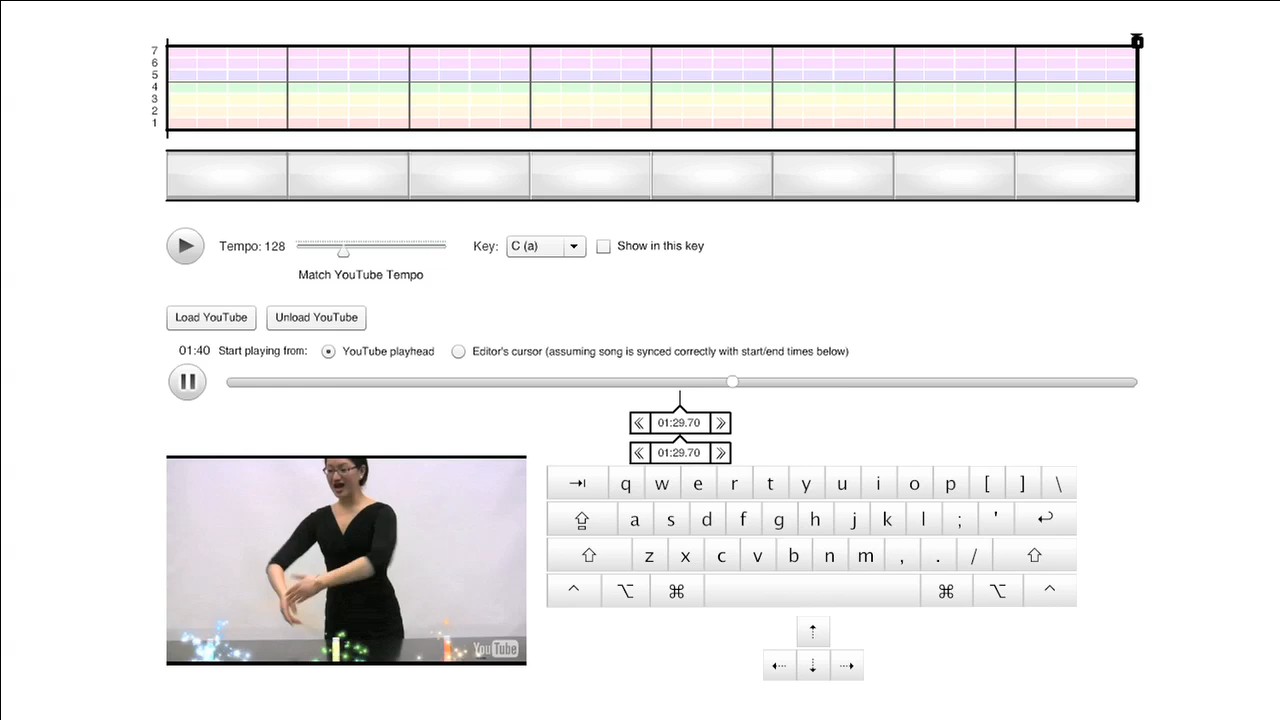 7
6
5
4
3
2
1
Tempo: 128
Key: C (a) Show in this key
Match YouTube Tempo
Load YouTube Unload YouTube
01:40 Start playing from: YouTube playhead Editor's cursor (assuming song is synced correctly with start/end times below)
01:29.70
01:29.70
q w e r t y u i o p [ ] \
a s d f g h j k l ; '
z x c v b n m , . /
^ ⌥ ⌘ ⌘ ⌥ ^
YouTube